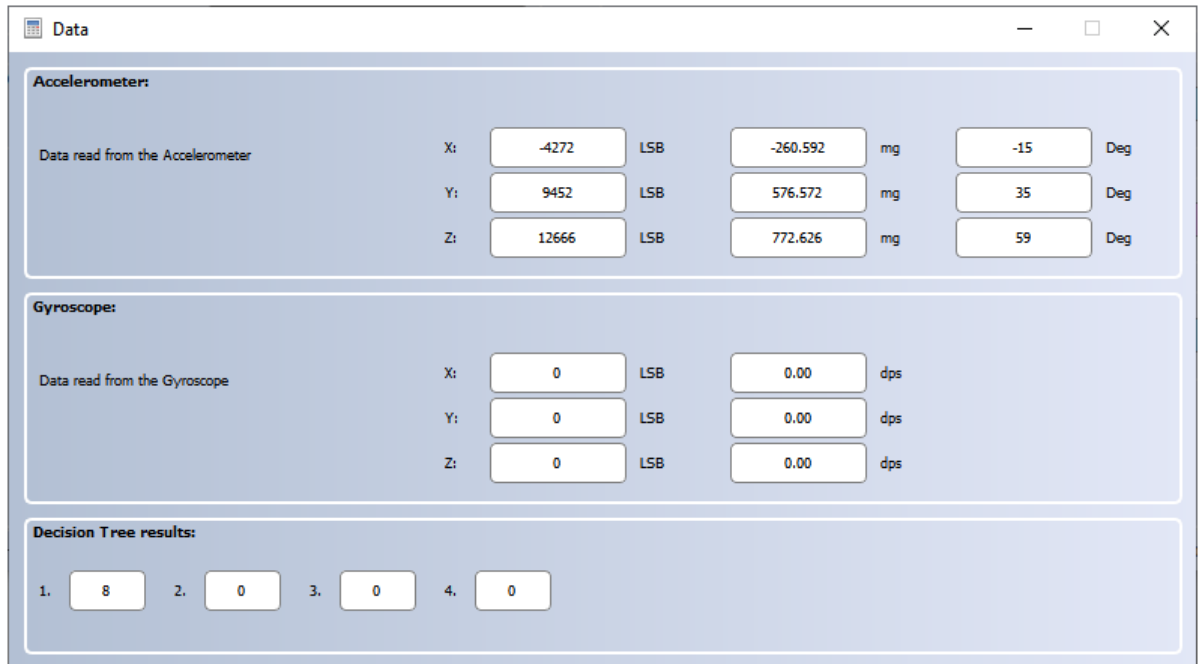 Data
Accelerometer:
Data read from the Accelerometer
X: -4272 LSB -260.592 mg -15 Deg
Y: 9452 LSB 576.572 mg 35 Deg
Z: 12666 LSB 772.626 mg 59 Deg
Gyroscope:
Data read from the Gyroscope
X: 0 LSB 0.00 dps
Y: 0 LSB 0.00 dps
Z: 0 LSB 0.00 dps
Decision Tree results:
1. 8 2. 0 3. 0 4. 0